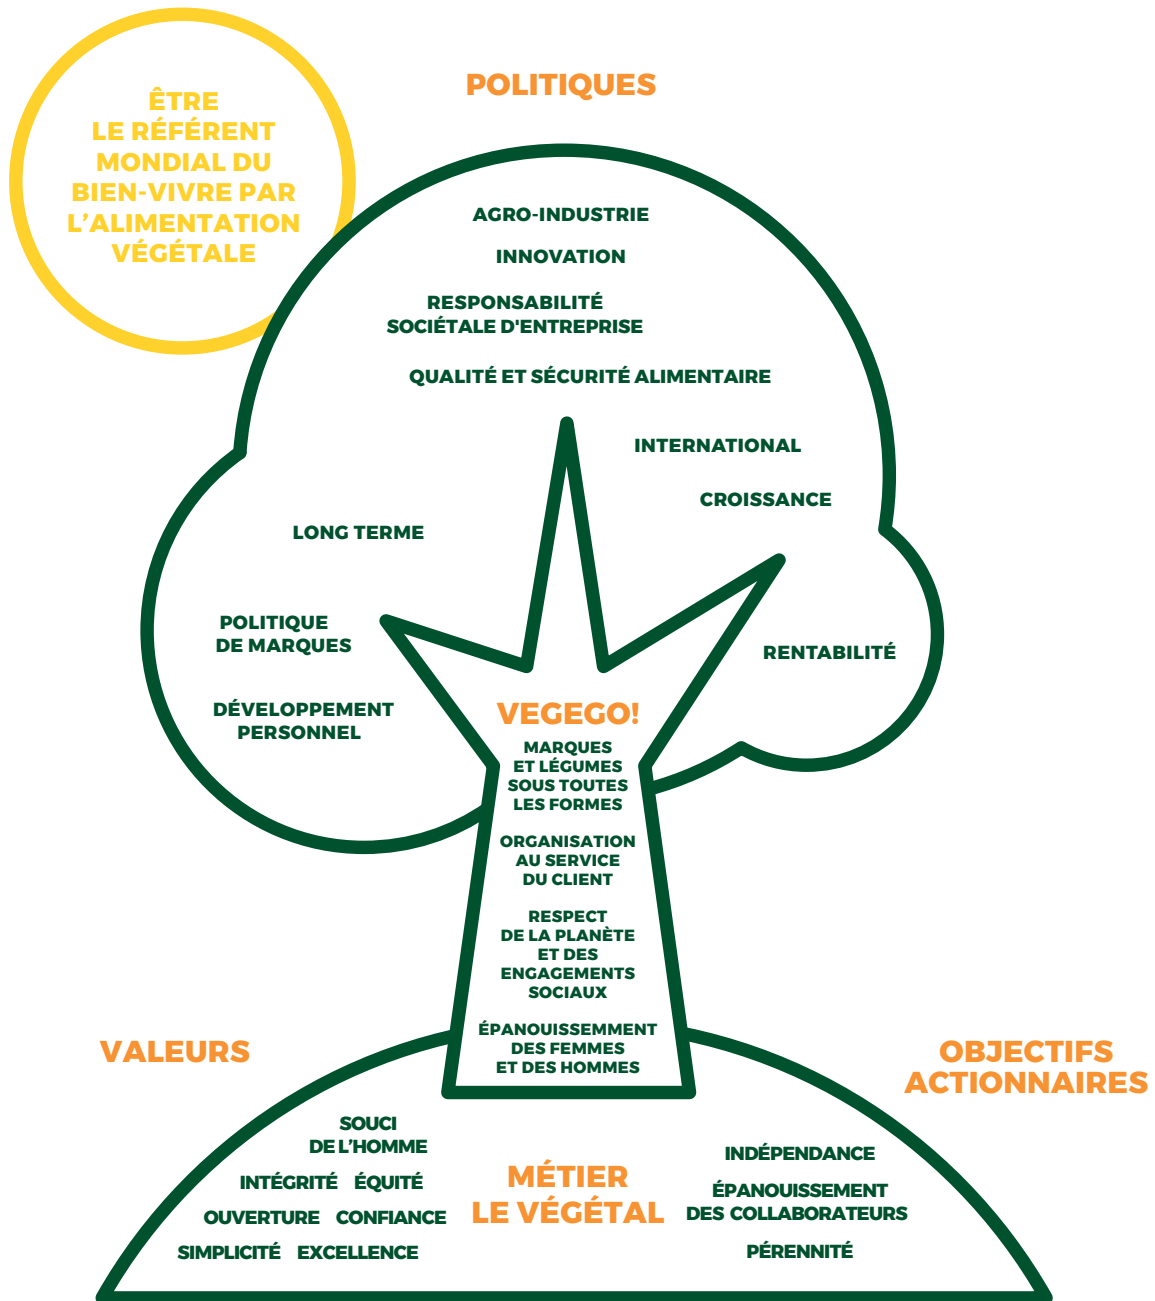 ÊTRE
LE RÉFÉRENT
MONDIAL DU
BIEN-VIVRE PAR
L’ALIMENTATION
VÉGÉTALE
POLITIQUES
AGRO-INDUSTRIE
INNOVATION
RESPONSABILITÉ
SOCIÉTALE D'ENTREPRISE
QUALITÉ ET SÉCURITÉ ALIMENTAIRE
INTERNATIONAL
CROISSANCE
LONG TERME
POLITIQUE
DE MARQUES
RENTABILITÉ
DÉVELOPPEMENT
PERSONNEL
VEGEGO!
MARQUES
ET LÉGUMES
SOUS TOUTES
LES FORMES
ORGANISATION
AU SERVICE
DU CLIENT
RESPECT
DE LA PLANÈTE
ET DES
ENGAGEMENTS
SOCIAUX
ÉPANOUISSEMMENT
DES FEMMES
ET DES HOMMES
VALEURS
SOUCI
DE L’HOMME
INTÉGRITÉ ÉQUITÉ
OUVERTURE CONFIANCE
SIMPLICITÉ EXCELLENCE
MÉTIER
LE VÉGÉTAL
OBJECTIFS
ACTIONNAIRES
INDÉPENDANCE
ÉPANOUISSEMENT
DES COLLABORATEURS
PÉRENNITÉ